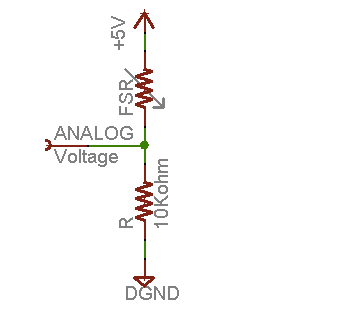 +5V
FSR
ANALOG
Voltage
R
10Kohm
DGND